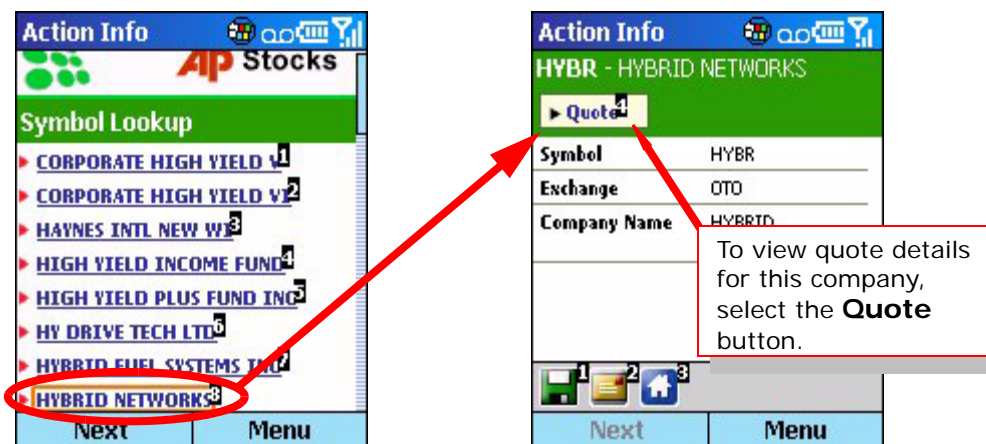 Action Info
AP Stocks
Symbol Lookup
CORPORATE HIGH YIELD V 1
CORPORATE HIGH YIELD VI 2
HAYNES INTL NEW WI 3
HIGH YIELD INCOME FUND 4
HIGH YIELD PLUS FUND INC 5
HY DRIVE TECH LTD 6
HYBRID FUEL SYSTEMS INC 7
HYBRID NETWORKS 8
Next Menu
Action Info
HYBR - HYBRID NETWORKS
Quote 4
Symbol HYBR
Exchange OTO
Company Name HYBRID
To view quote details
for this company,
select the Quote
button.
1 2 3
Next Menu